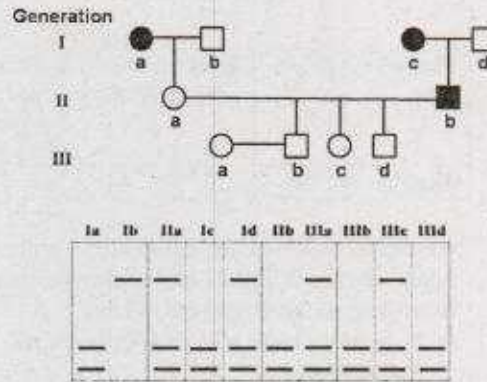 Generation
I
a b c d
II
a b
III
a b c d
Ia Ib IIa Ic Id IIb IIIa IIIb IIIc IIId